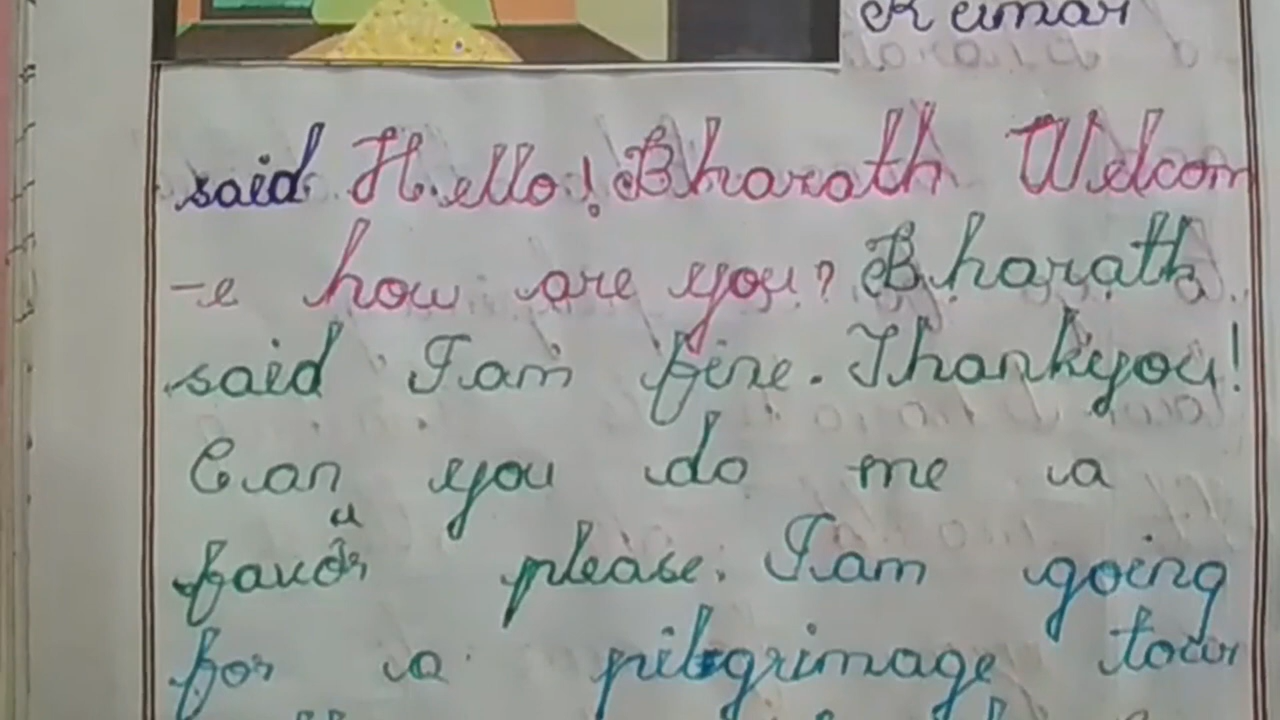 Kumar
said Hello! Bharath Welcom
-e how are you? Bharath
said I am fine. Thankyou!
Can you do me a
favour please. I am going
for a pilgrimage tour